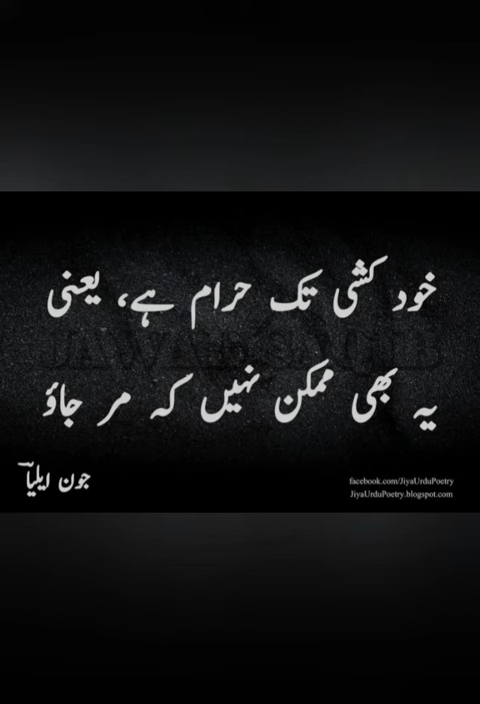 خود کشی تک حرام ہے، یعنی
یہ بھی ممکن نہیں کہ مر جاؤ
جون ایلیاؔ
facebook.com/JiyaUrduPoetry
JiyaUrduPoetry.blogspot.com